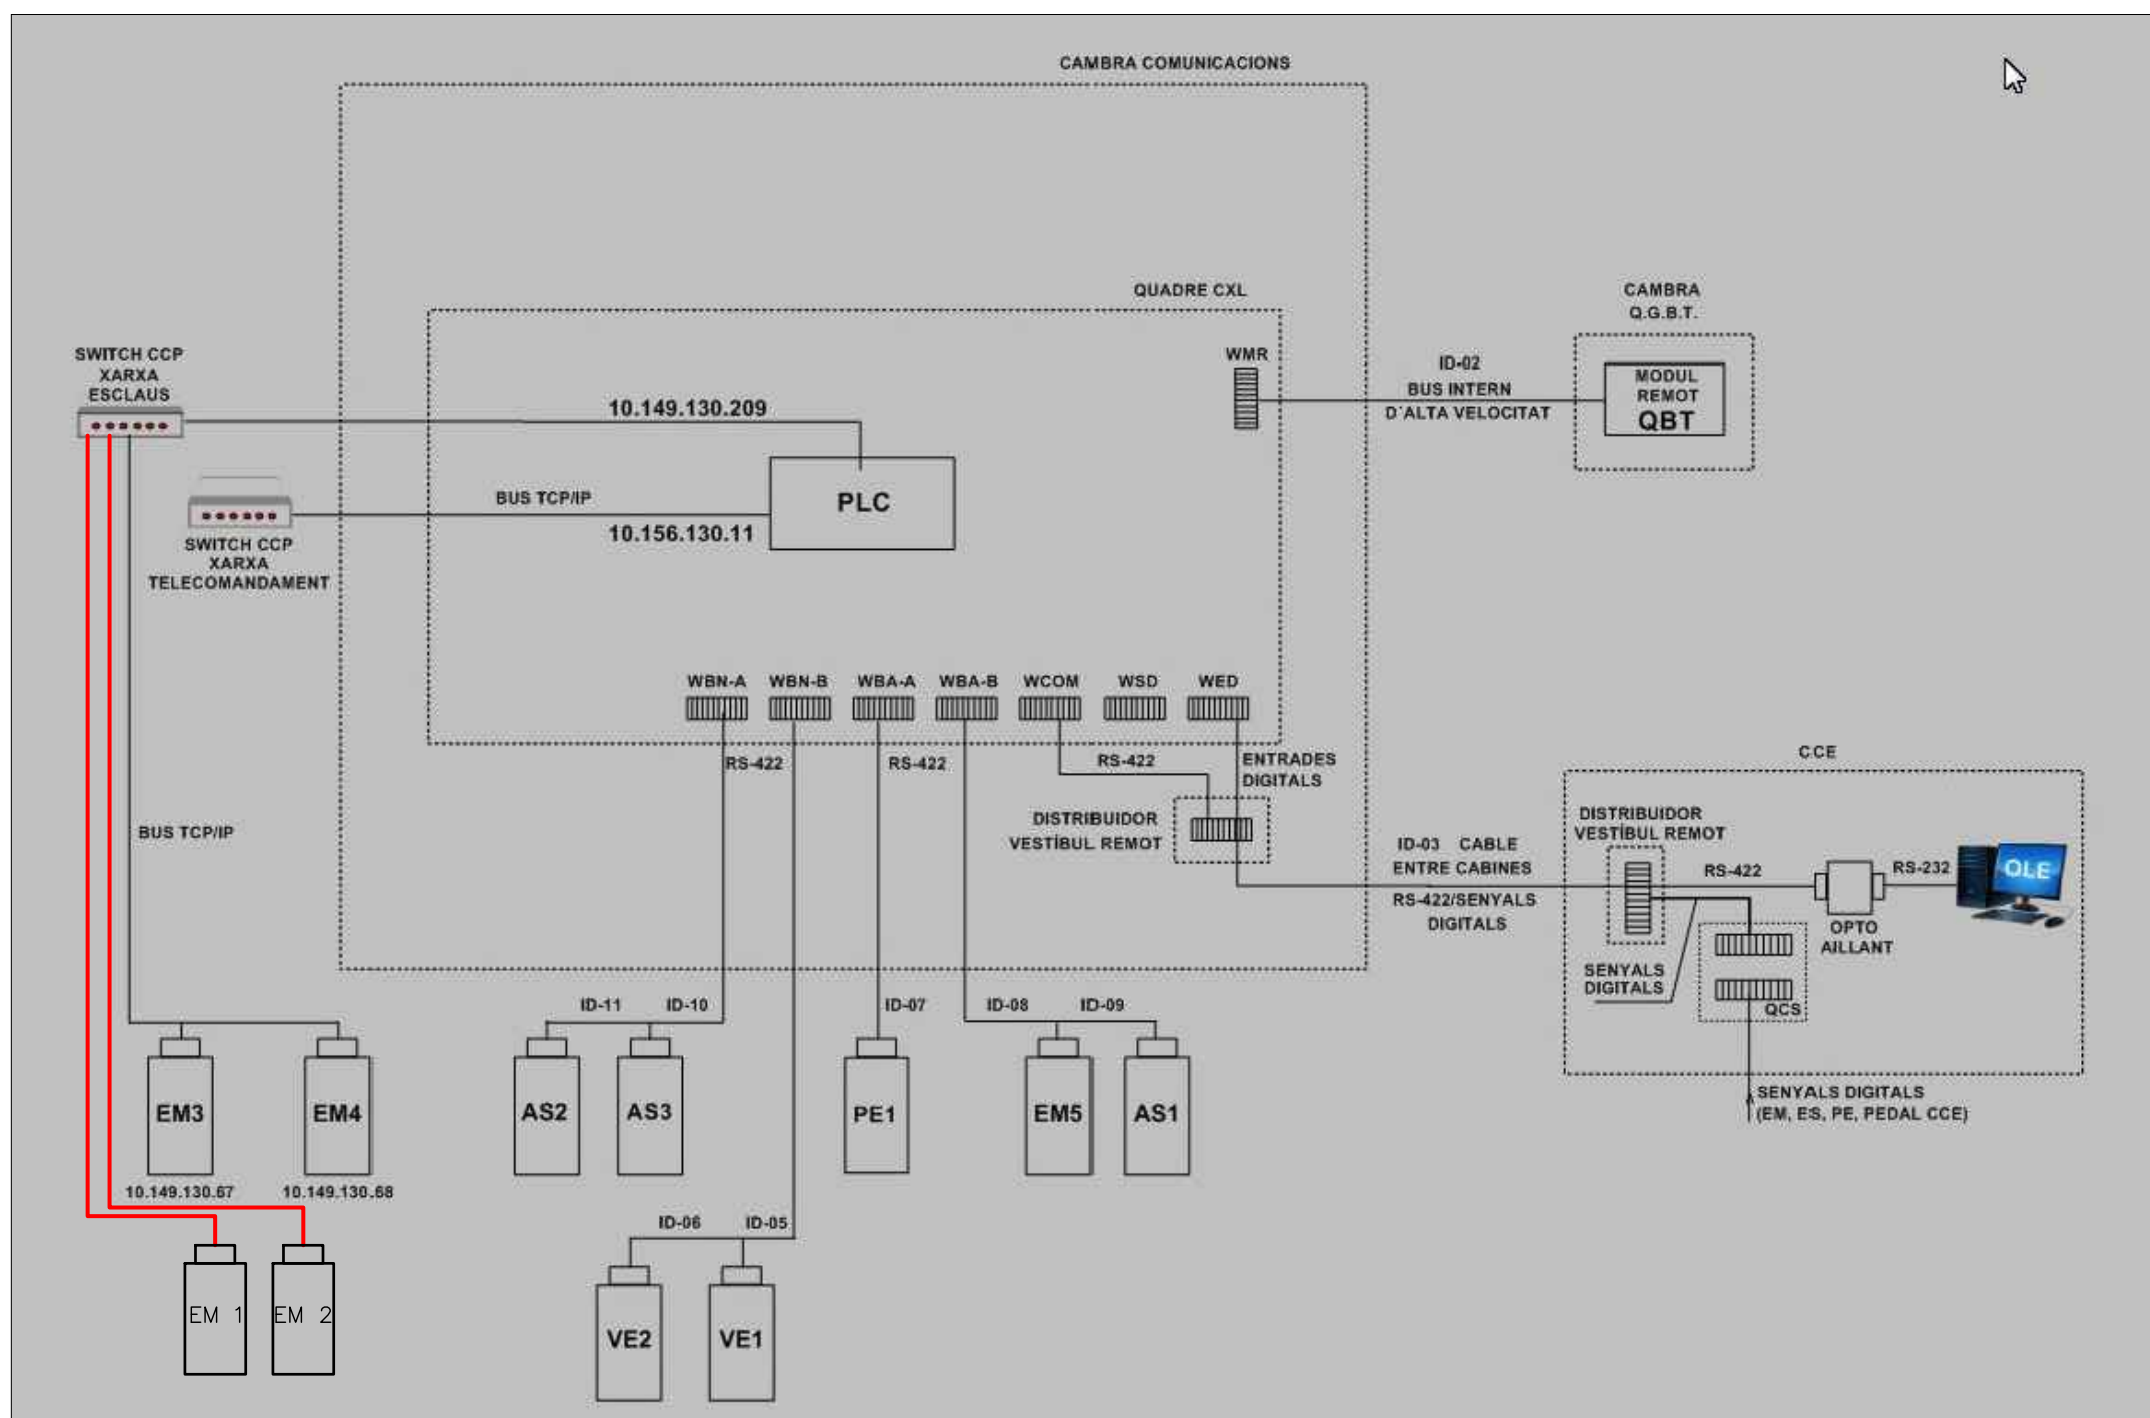 CAMBRA COMUNICACIONS
QUADRE CXL
CAMBRA
Q.G.B.T.
SWITCH CCP
XARXA
ESCLAUS
WMR
ID-02
BUS INTERN
D'ALTA VELOCITAT
MODUL
REMOT
QBT
10.149.130.209
BUS TCP/IP
PLC
10.156.130.11
SWITCH CCP
XARXA
TELECOMANDAMENT
WBN-A
WBN-B
WBA-A
WBA-B
WCOM
WSD
WED
RS-422
RS-422
RS-422
ENTRADES
DIGITALS
CCE
BUS TCP/IP
DISTRIBUIDOR
VESTÍBUL REMOT
DISTRIBUIDOR
VESTÍBUL REMOT
ID-03 CABLE
ENTRE CABINES
RS-422/SENYALS
DIGITALS
RS-422
RS-232
OLE
OPTO
AILLANT
SENYALS
DIGITALS
QCS
ID-11
ID-10
ID-07
ID-08
ID-09
EM3
EM4
AS2
AS3
PE1
EM5
AS1
SENYALS DIGITALS
(EM, ES, PE, PEDAL CCE)
10.149.130.67
10.149.130.68
ID-06
ID-05
EM 1
EM 2
VE2
VE1